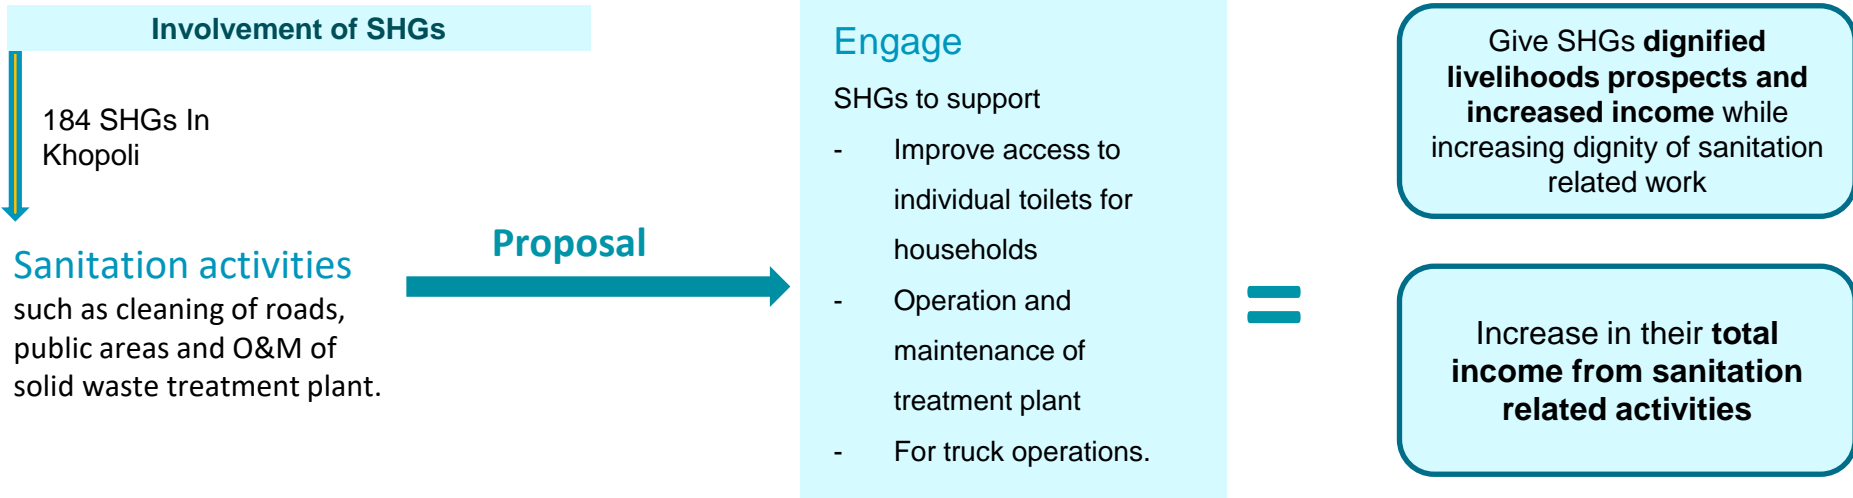 Involvement of SHGs
184 SHGs In
Khopoli
Sanitation activities
such as cleaning of roads,
public areas and O&M of
solid waste treatment plant.
Proposal
Engage
SHGs to support
- Improve access to
individual toilets for
households
- Operation and
maintenance of
treatment plant
- For truck operations.
=
Give SHGs dignified
livelihoods prospects and
increased income while
increasing dignity of sanitation
related work
Increase in their total
income from sanitation
related activities